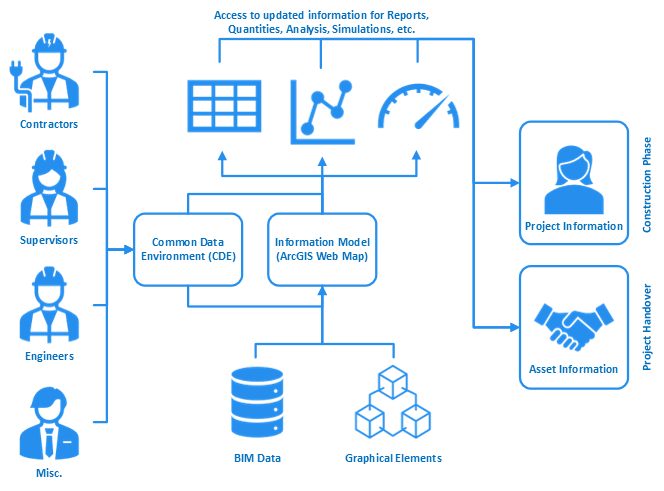 Access to updated information for Reports,
Quantities, Analysis, Simulations, etc.
Contractors
Supervisors
Engineers
Misc.
Common Data
Environment (CDE)
Information Model
(ArcGIS Web Map)
BIM Data
Graphical Elements
Project Information
Construction Phase
Asset Information
Project Handover